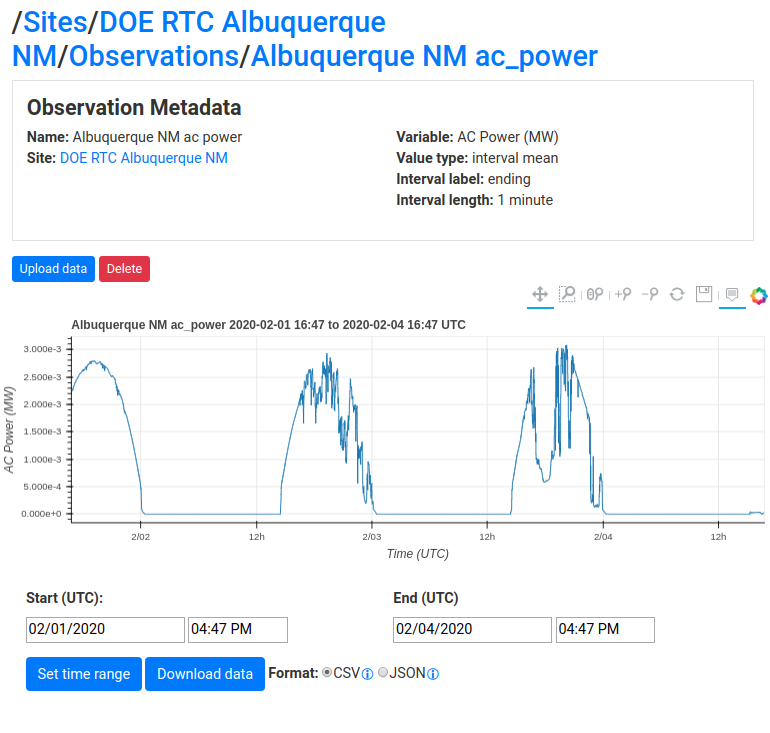 /Sites/DOE RTC Albuquerque
NM/Observations/Albuquerque NM ac_power
Observation Metadata
Name: Albuquerque NM ac power
Site: DOE RTC Albuquerque NM
Variable: AC Power (MW)
Value type: interval mean
Interval label: ending
Interval length: 1 minute
Upload data Delete
Albuquerque NM ac_power 2020-02-01 16:47 to 2020-02-04 16:47 UTC
AC Power (MW)
3.000e-3
2.500e-3
2.000e-3
1.500e-3
1.000e-3
5.000e-4
0.000e+0
2/02 12h 2/03 12h 2/04 12h
Time (UTC)
Start (UTC):
02/01/2020 04:47 PM
End (UTC)
02/04/2020 04:47 PM
Set time range Download data Format: CSV JSON